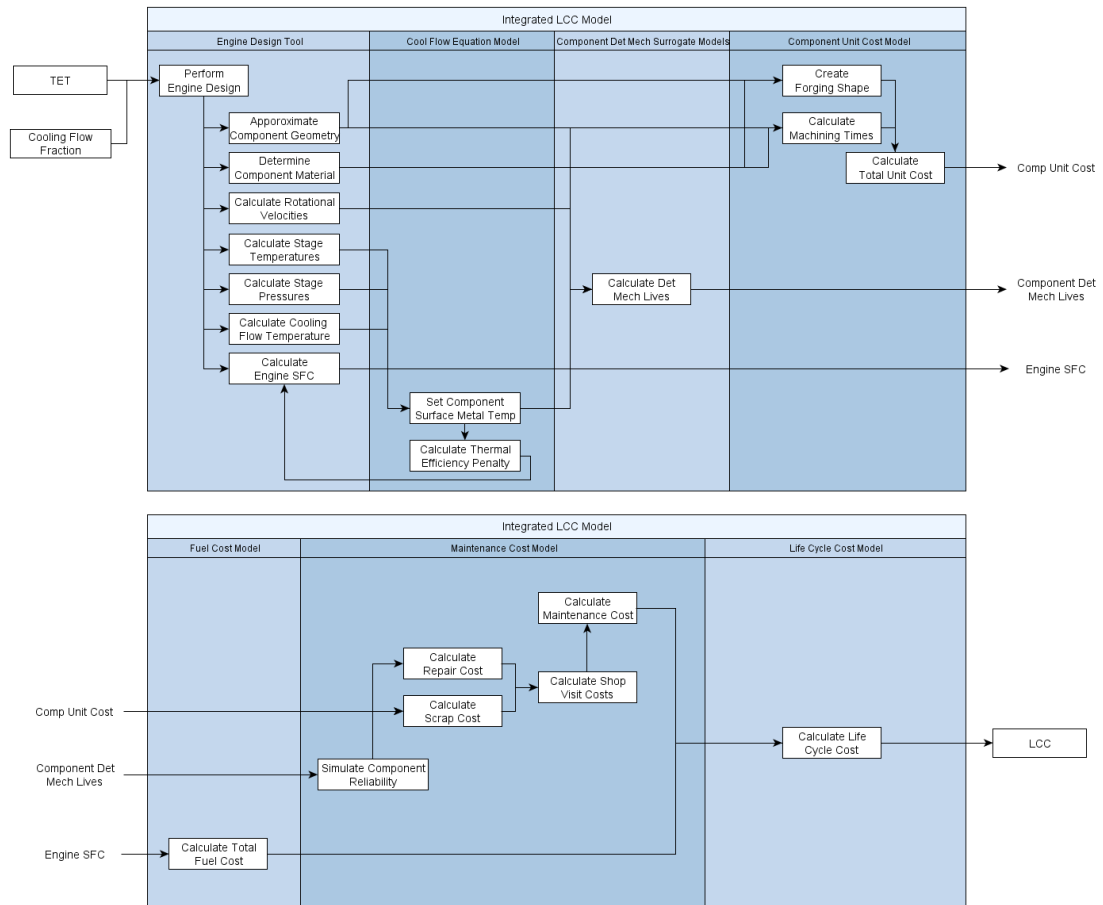 Integrated LCC Model
Engine Design Tool
Cool Flow Equation Model
Component Det Mech Surrogate Models
Component Unit Cost Model
TET
Cooling Flow
Fraction
Perform
Engine Design
Apporoximate
Component Geometry
Determine
Component Material
Calculate Rotational
Velocities
Calculate Stage
Temperatures
Calculate Stage
Pressures
Calculate Cooling
Flow Temperature
Calculate
Engine SFC
Set Component
Surface Metal Temp
Calculate Thermal
Efficiency Penalty
Calculate Det
Mech Lives
Create
Forging Shape
Calculate
Machining Times
Calculate
Total Unit Cost
Comp Unit Cost
Component Det
Mech Lives
Engine SFC
Integrated LCC Model
Fuel Cost Model
Maintenance Cost Model
Life Cycle Cost Model
Comp Unit Cost
Component Det
Mech Lives
Engine SFC
Calculate Total
Fuel Cost
Simulate Component
Reliability
Calculate
Repair Cost
Calculate
Scrap Cost
Calculate
Maintenance Cost
Calculate Shop
Visit Costs
Calculate Life
Cycle Cost
LCC